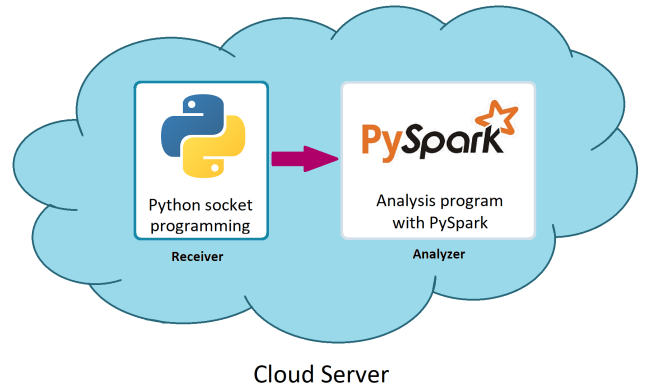 Python socket
programming
Receiver
PySpark
Analysis program
with PySpark
Analyzer
Cloud Server